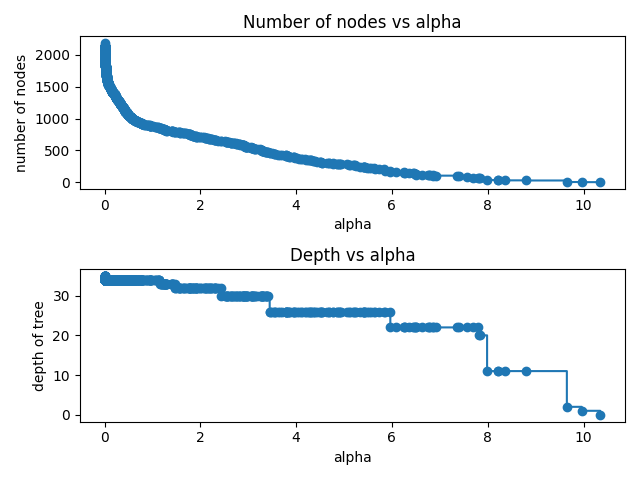 Number of nodes vs alpha
number of nodes
2000
1500
1000
500
0
0 2 4 6 8 10
alpha
Depth vs alpha
depth of tree
30
20
10
0
0 2 4 6 8 10
alpha